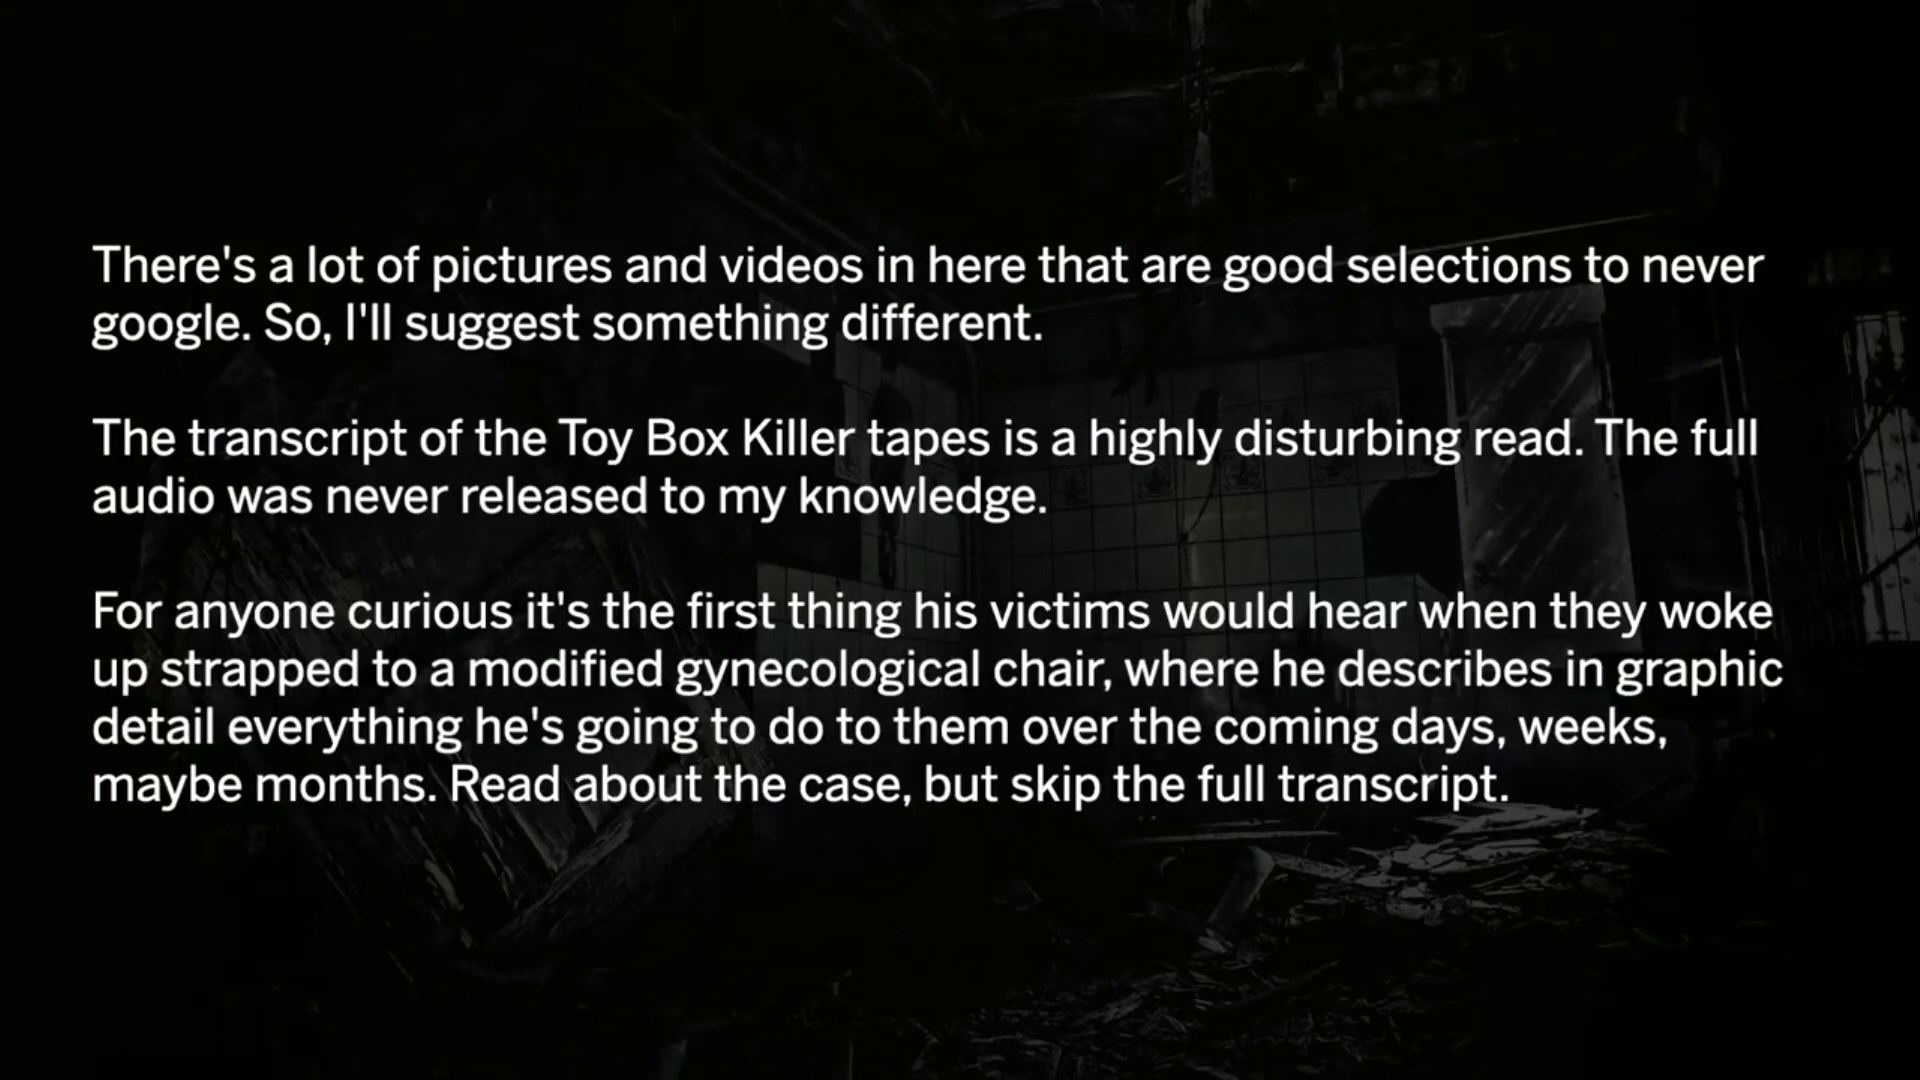 There's a lot of pictures and videos in here that are good selections to never
google. So, I'll suggest something different.
The transcript of the Toy Box Killer tapes is a highly disturbing read. The full
audio was never released to my knowledge.
For anyone curious it's the first thing his victims would hear when they woke
up strapped to a modified gynecological chair, where he describes in graphic
detail everything he's going to do to them over the coming days, weeks,
maybe months. Read about the case, but skip the full transcript.